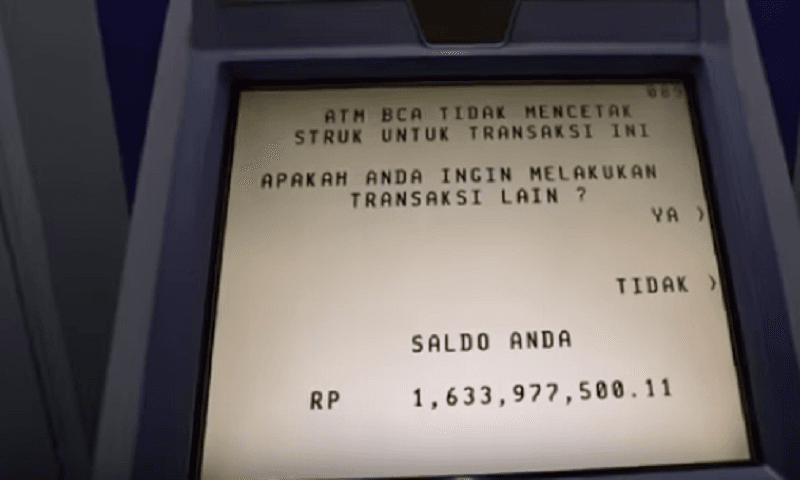 089
ATM BCA TIDAK MENCETAK
STRUK UNTUK TRANSAKSI INI
APAKAH ANDA INGIN MELAKUKAN
TRANSAKSI LAIN ?
YA >
TIDAK >
SALDO ANDA
RP 1,633,977,500.11